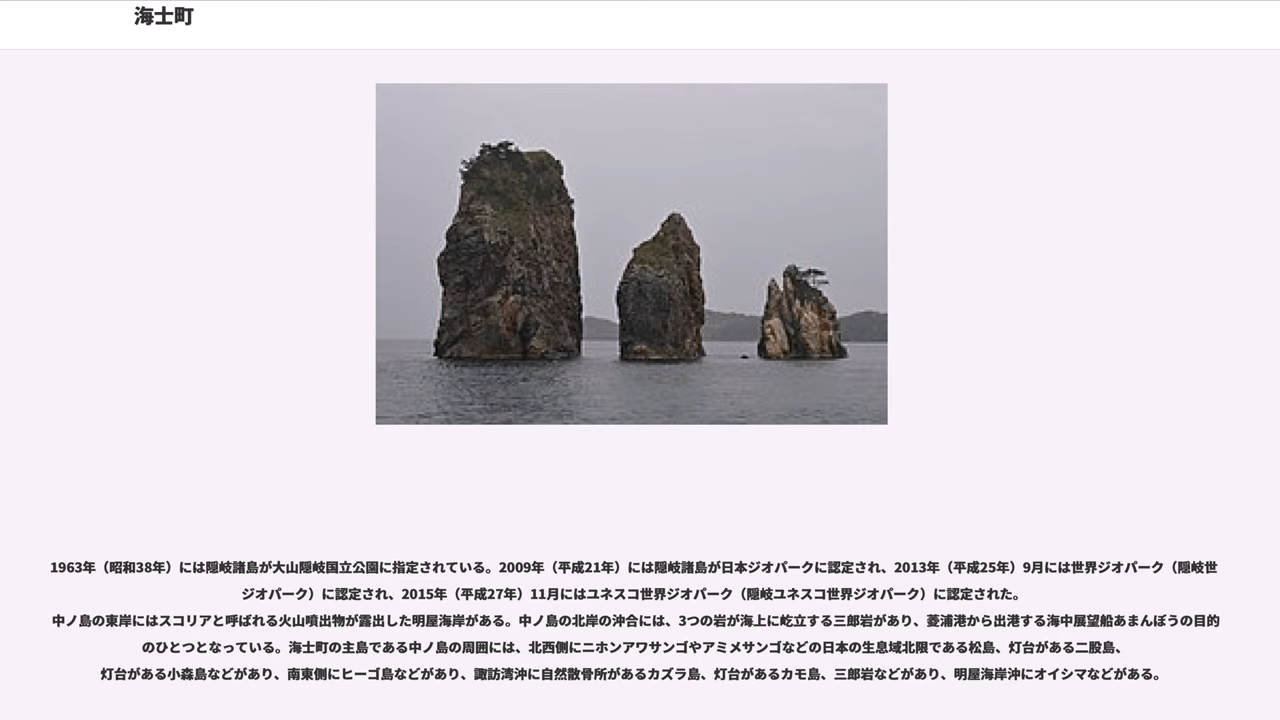 海士町
1963年（昭和38年）には隠岐諸島が大山隠岐国立公園に指定されている。2009年（平成21年）には隠岐諸島が日本ジオパークに認定され、2013年（平成25年）9月には世界ジオパーク（隠岐世
ジオパーク）に認定され、2015年（平成27年）11月にはユネスコ世界ジオパーク（隠岐ユネスコ世界ジオパーク）に認定された。
中ノ島の東岸にはスコリアと呼ばれる火山噴出物が露出した明屋海岸がある。中ノ島の北岸の沖合には、3つの岩が海上に屹立する三郎岩があり、菱浦港から出港する海中展望船あまんぼうの目的
のひとつとなっている。海士町の主島である中ノ島の周囲には、北西側にニホンアワサンゴやアミメサンゴなどの日本の生息域北限である松島、灯台がある二股島、
灯台がある小森島などがあり、南東側にヒーゴ島などがあり、諏訪湾沖に自然散骨所があるカズラ島、灯台があるカモ島、三郎岩などがあり、明屋海岸沖にオイシマなどがある。